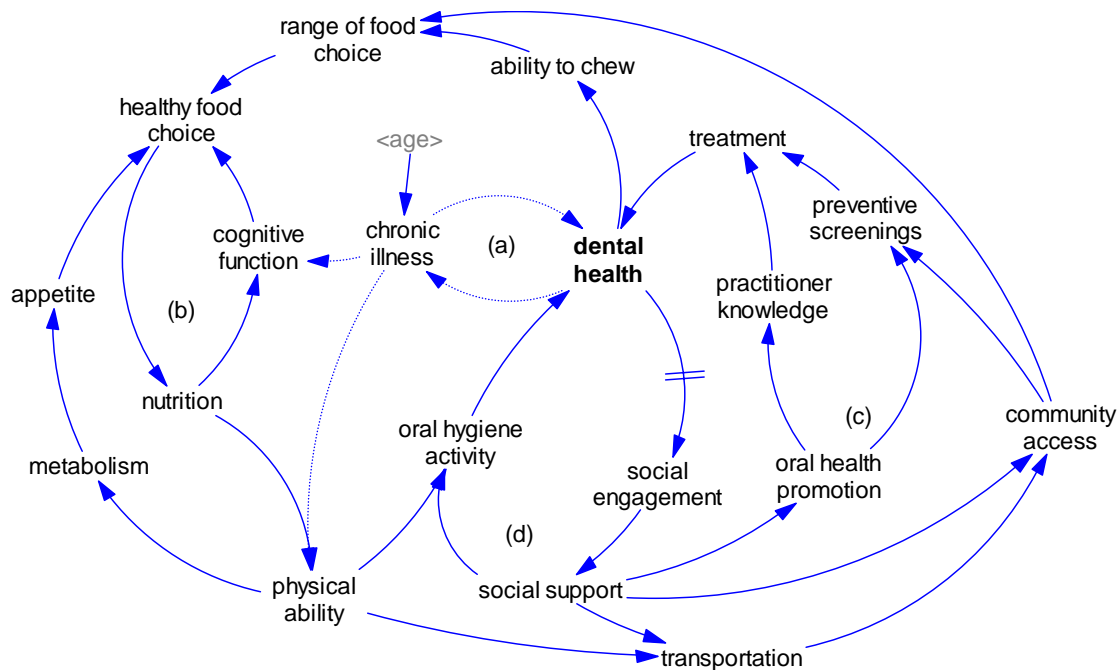 range of food
choice
ability to chew
healthy food
choice
<age>
treatment
preventive
screenings
cognitive
function
chronic
illness
(a)
dental
health
practitioner
knowledge
appetite
(b)
nutrition
metabolism
oral hygiene
activity
social
engagement
(c)
oral health
promotion
community
access
(d)
physical
ability
social support
transportation